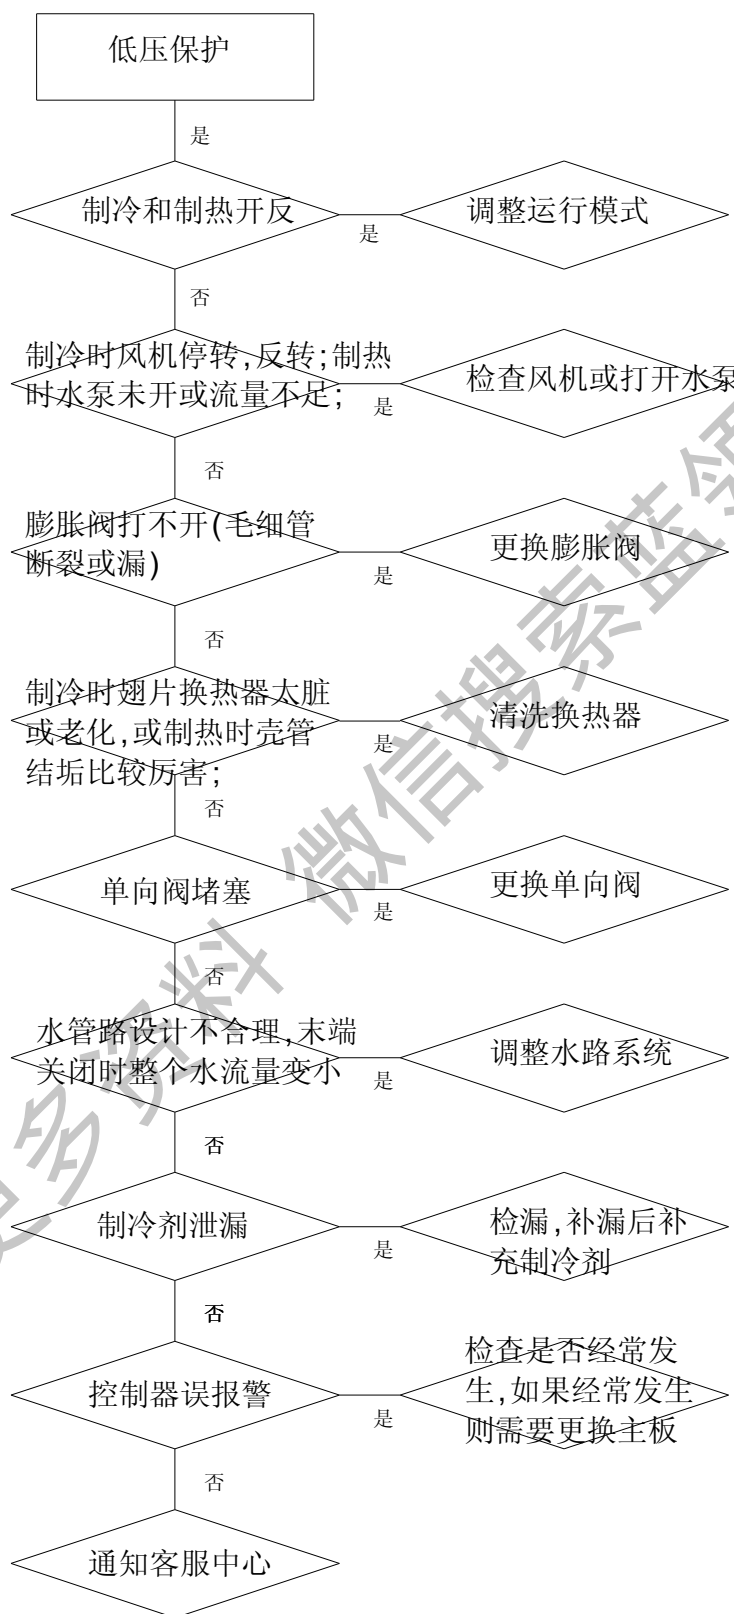 低压保护
是
制冷和制热开反
是
调整运行模式
否
制冷时风机停转,反转;制热
时水泵未开或流量不足;
是
检查风机或打开水泵
否
膨胀阀打不开(毛细管
断裂或漏)
是
更换膨胀阀
否
制冷时翅片换热器太脏
或老化,或制热时壳管
结垢比较厉害;
是
清洗换热器
否
单向阀堵塞
是
更换单向阀
否
水管路设计不合理,末端
关闭时整个水流量变小
是
调整水路系统
否
制冷剂泄漏
是
检漏,补漏后补
充制冷剂
否
控制器误报警
是
检查是否经常发
生,如果经常发生
则需要更换主板
否
通知客服中心
更多资料 微信搜索蓝领